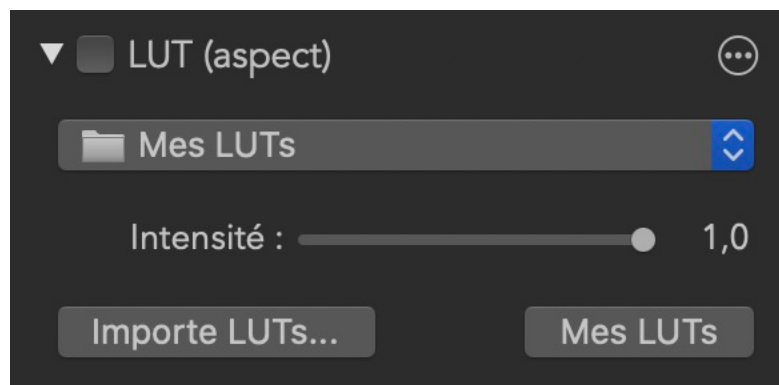 LUT (aspect)
Mes LUTs
Intensité : 1,0
Importe LUTs... Mes LUTs